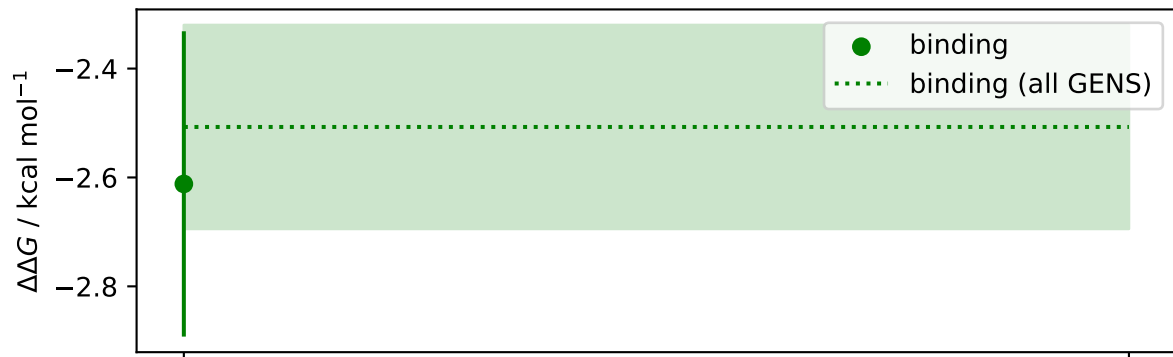 ΔΔG / kcal mol⁻¹
−2.4
−2.6
−2.8
binding
binding (all GENS)